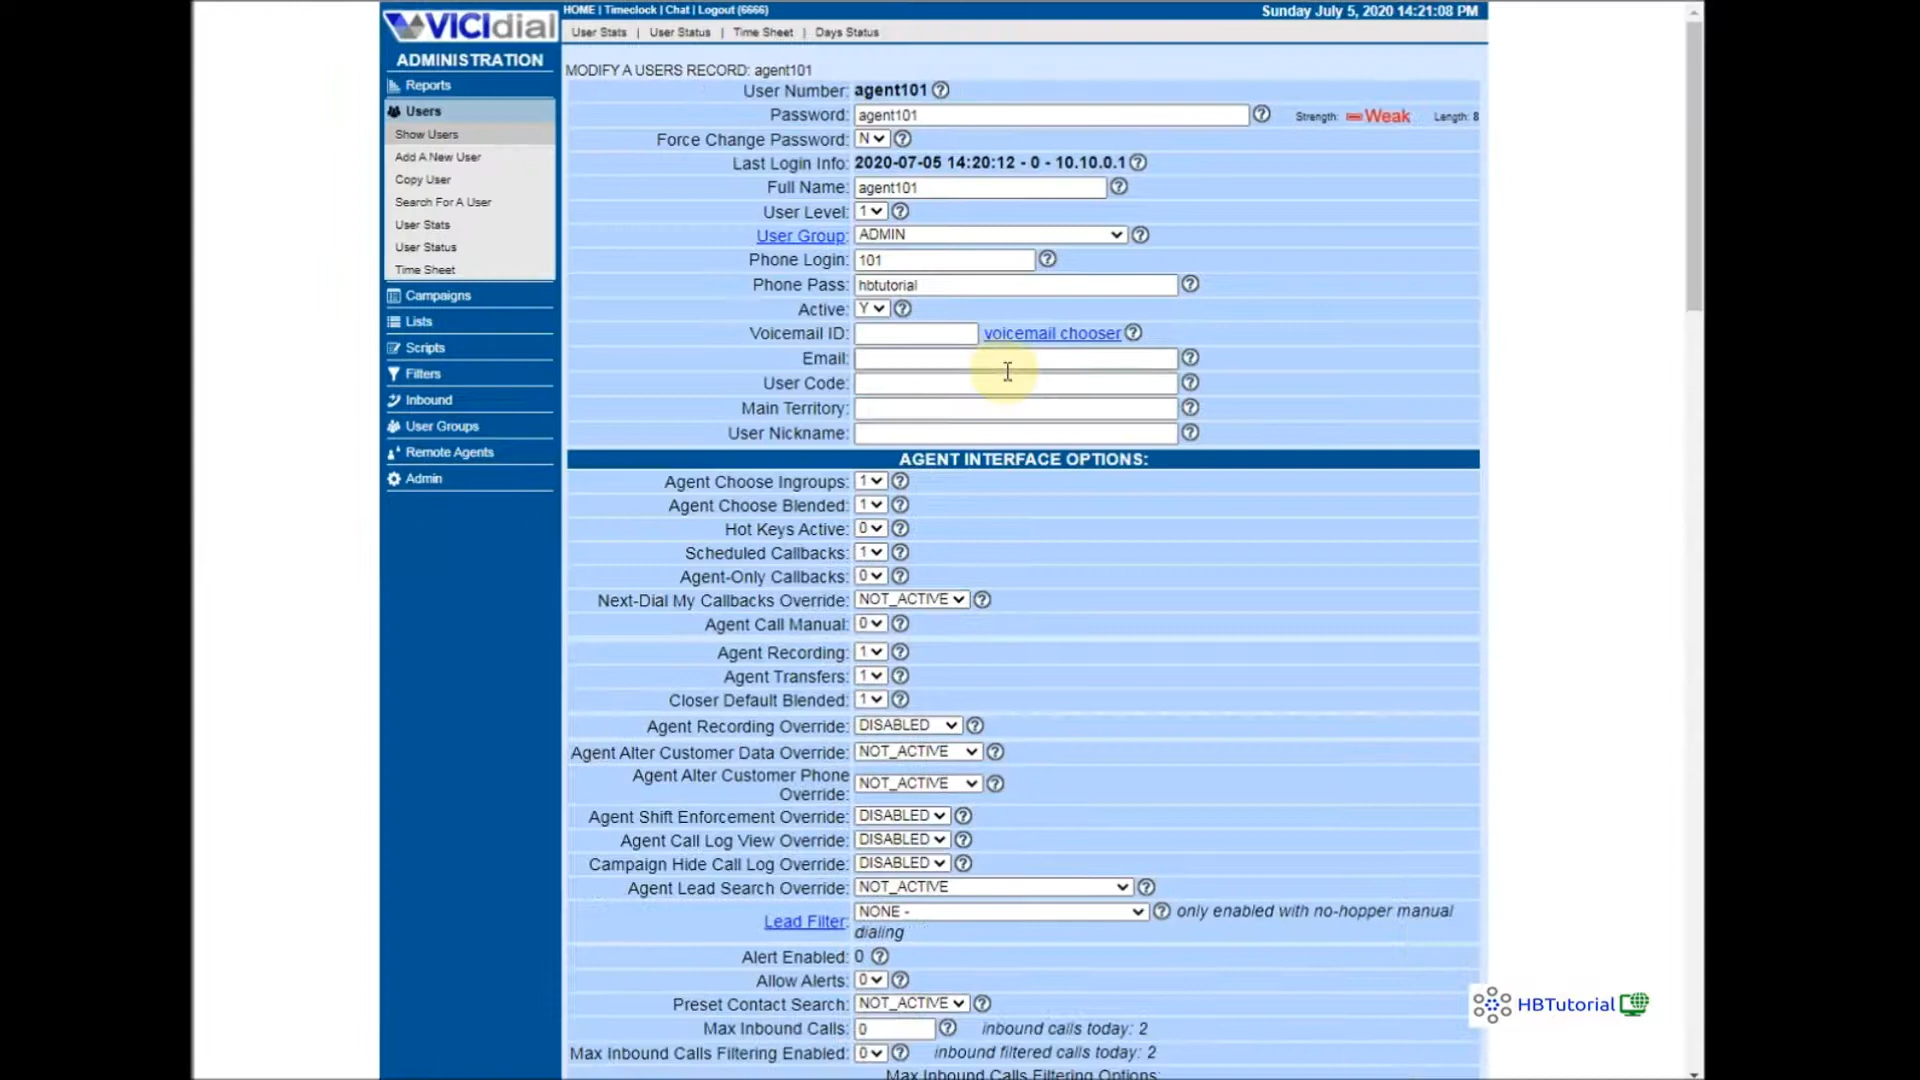 VICIdial
HOME | Timeclock | Chat | Logout (6666)
Sunday July 5, 2020 14:21:08 PM
User Stats | User Status | Time Sheet | Days Status
ADMINISTRATION
Reports
Users
Show Users
Add A New User
Copy User
Search For A User
User Stats
User Status
Time Sheet
Campaigns
Lists
Scripts
Filters
Inbound
User Groups
Remote Agents
Admin
MODIFY A USERS RECORD: agent101
User Number: agent101
Password: agent101 Strength: Weak Length: 8
Force Change Password: N
Last Login Info: 2020-07-05 14:20:12 - 0 - 10.10.0.1
Full Name: agent101
User Level: 1
User Group: ADMIN
Phone Login: 101
Phone Pass: hbtutorial
Active: Y
Voicemail ID: voicemail chooser
Email:
User Code:
Main Territory:
User Nickname:
AGENT INTERFACE OPTIONS:
Agent Choose Ingroups: 1
Agent Choose Blended: 1
Hot Keys Active: 0
Scheduled Callbacks: 1
Agent-Only Callbacks: 0
Next-Dial My Callbacks Override: NOT_ACTIVE
Agent Call Manual: 0
Agent Recording: 1
Agent Transfers: 1
Closer Default Blended: 1
Agent Recording Override: DISABLED
Agent Alter Customer Data Override: NOT_ACTIVE
Agent Alter Customer Phone
Override: NOT_ACTIVE
Agent Shift Enforcement Override: DISABLED
Agent Call Log View Override: DISABLED
Campaign Hide Call Log Override: DISABLED
Agent Lead Search Override: NOT_ACTIVE
Lead Filter: NONE - only enabled with no-hopper manual
dialing
Alert Enabled: 0
Allow Alerts: 0
Preset Contact Search: NOT_ACTIVE
Max Inbound Calls: 0 inbound calls today: 2
Max Inbound Calls Filtering Enabled: 0 inbound filtered calls today: 2
Max Inbound Calls Filtering Options:
HBTutorial